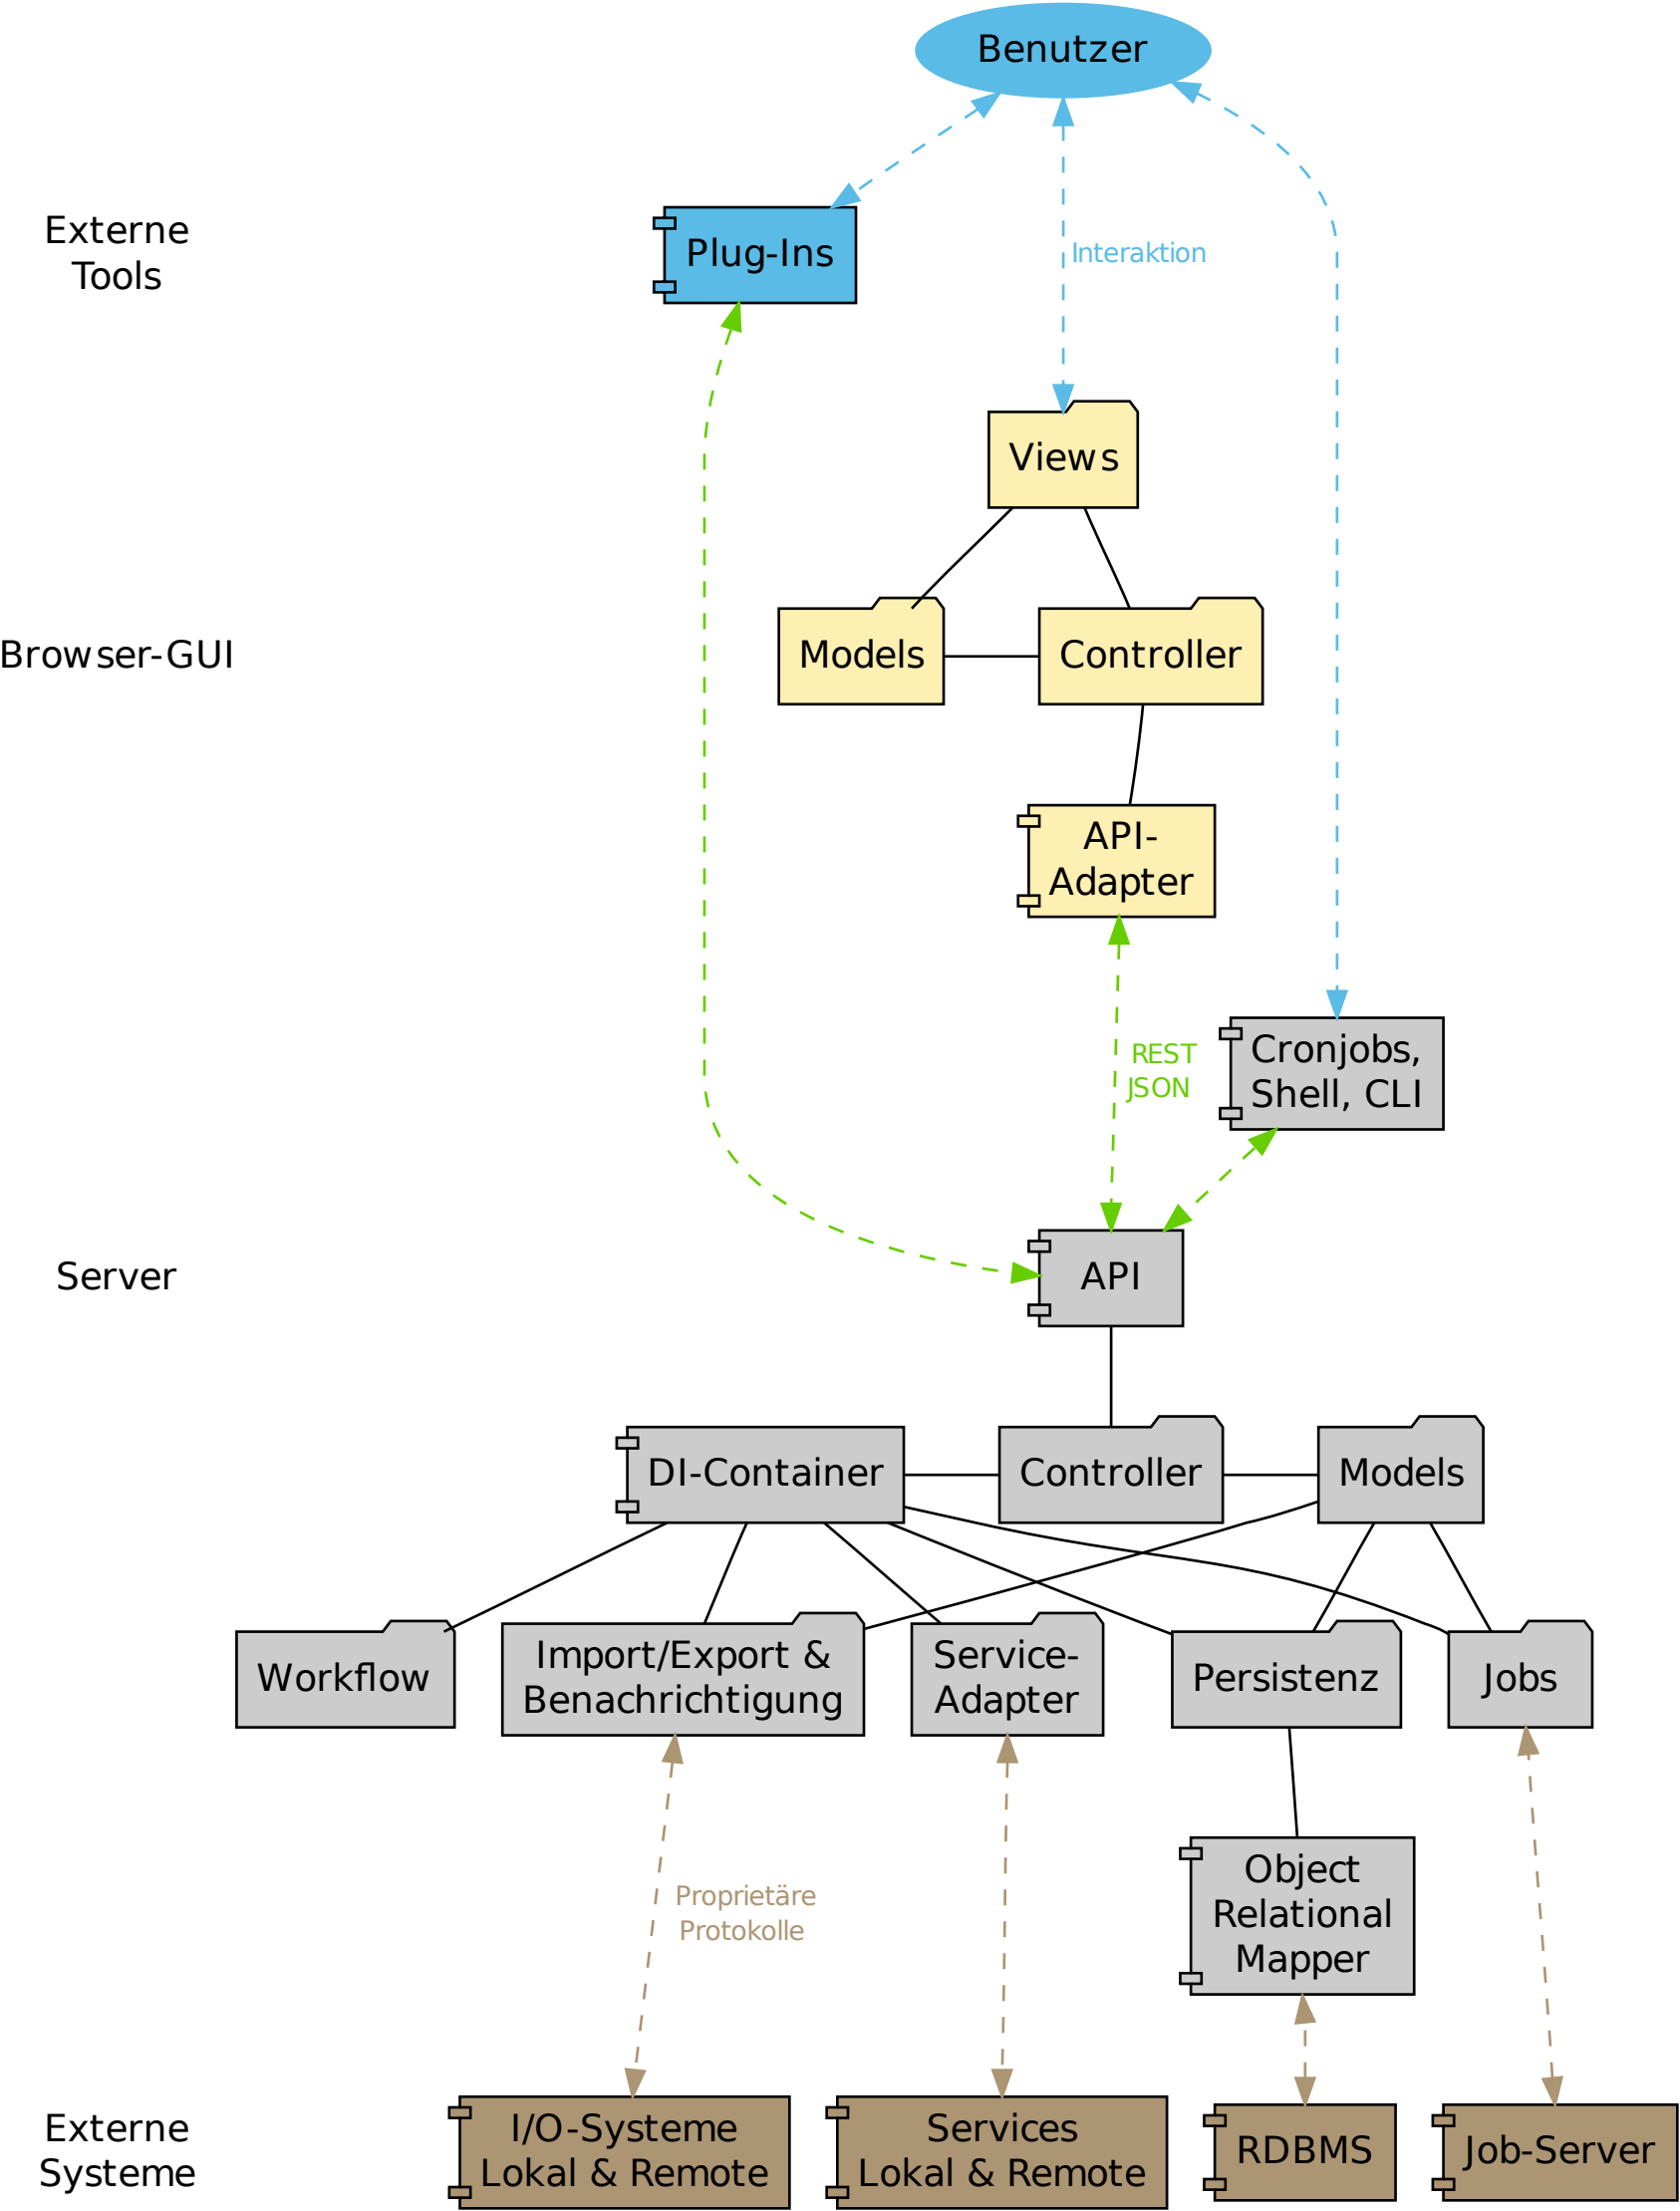 Benutzer
Externe
Tools
Plug-Ins
Interaktion
Views
Browser-GUI
Models
Controller
API-
Adapter
REST
JSON
Cronjobs,
Shell, CLI
Server
API
DI-Container
Controller
Models
Workflow
Import/Export &
Benachrichtigung
Service-
Adapter
Persistenz
Jobs
Proprietäre
Protokolle
Object
Relational
Mapper
Externe
Systeme
I/O-Systeme
Lokal & Remote
Services
Lokal & Remote
RDBMS
Job-Server